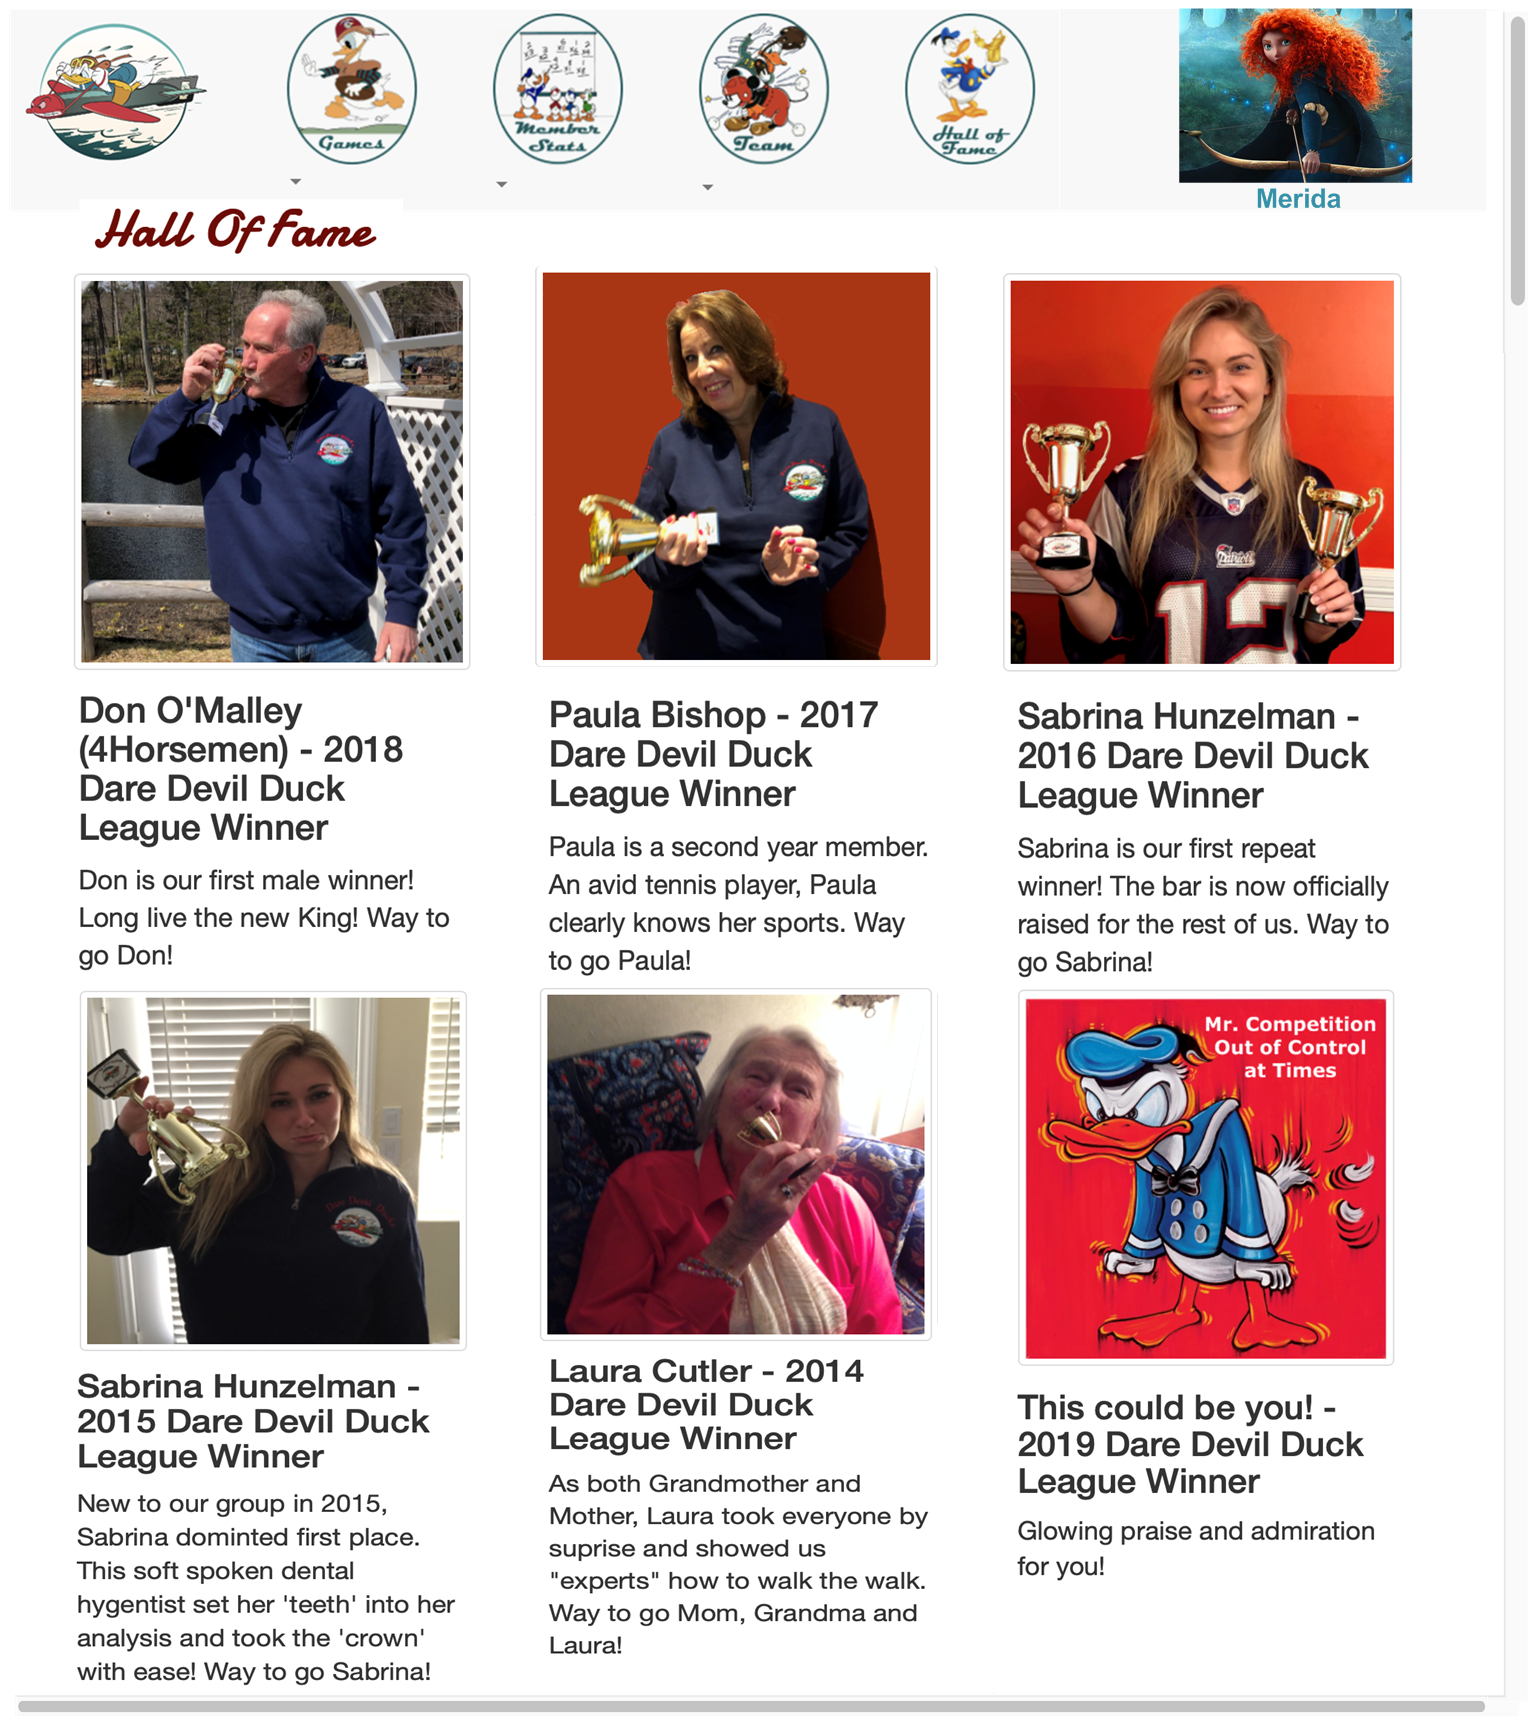 Games
Member
Stats
Team
Hall of
Fame
Merida
Hall Of Fame
Patriots
12
Don O'Malley
(4Horsemen) - 2018
Dare Devil Duck
League Winner
Don is our first male winner!
Long live the new King! Way to
go Don!
Paula Bishop - 2017
Dare Devil Duck
League Winner
Paula is a second year member.
An avid tennis player, Paula
clearly knows her sports. Way
to go Paula!
Sabrina Hunzelman -
2016 Dare Devil Duck
League Winner
Sabrina is our first repeat
winner! The bar is now officially
raised for the rest of us. Way to
go Sabrina!
Dare Devil Ducks
Sabrina Hunzelman -
2015 Dare Devil Duck
League Winner
New to our group in 2015,
Sabrina dominted first place.
This soft spoken dental
hygentist set her 'teeth' into her
analysis and took the 'crown'
with ease! Way to go Sabrina!
Laura Cutler - 2014
Dare Devil Duck
League Winner
As both Grandmother and
Mother, Laura took everyone by
suprise and showed us
"experts" how to walk the walk.
Way to go Mom, Grandma and
Laura!
Mr. Competition
Out of Control
at Times
This could be you! -
2019 Dare Devil Duck
League Winner
Glowing praise and admiration
for you!